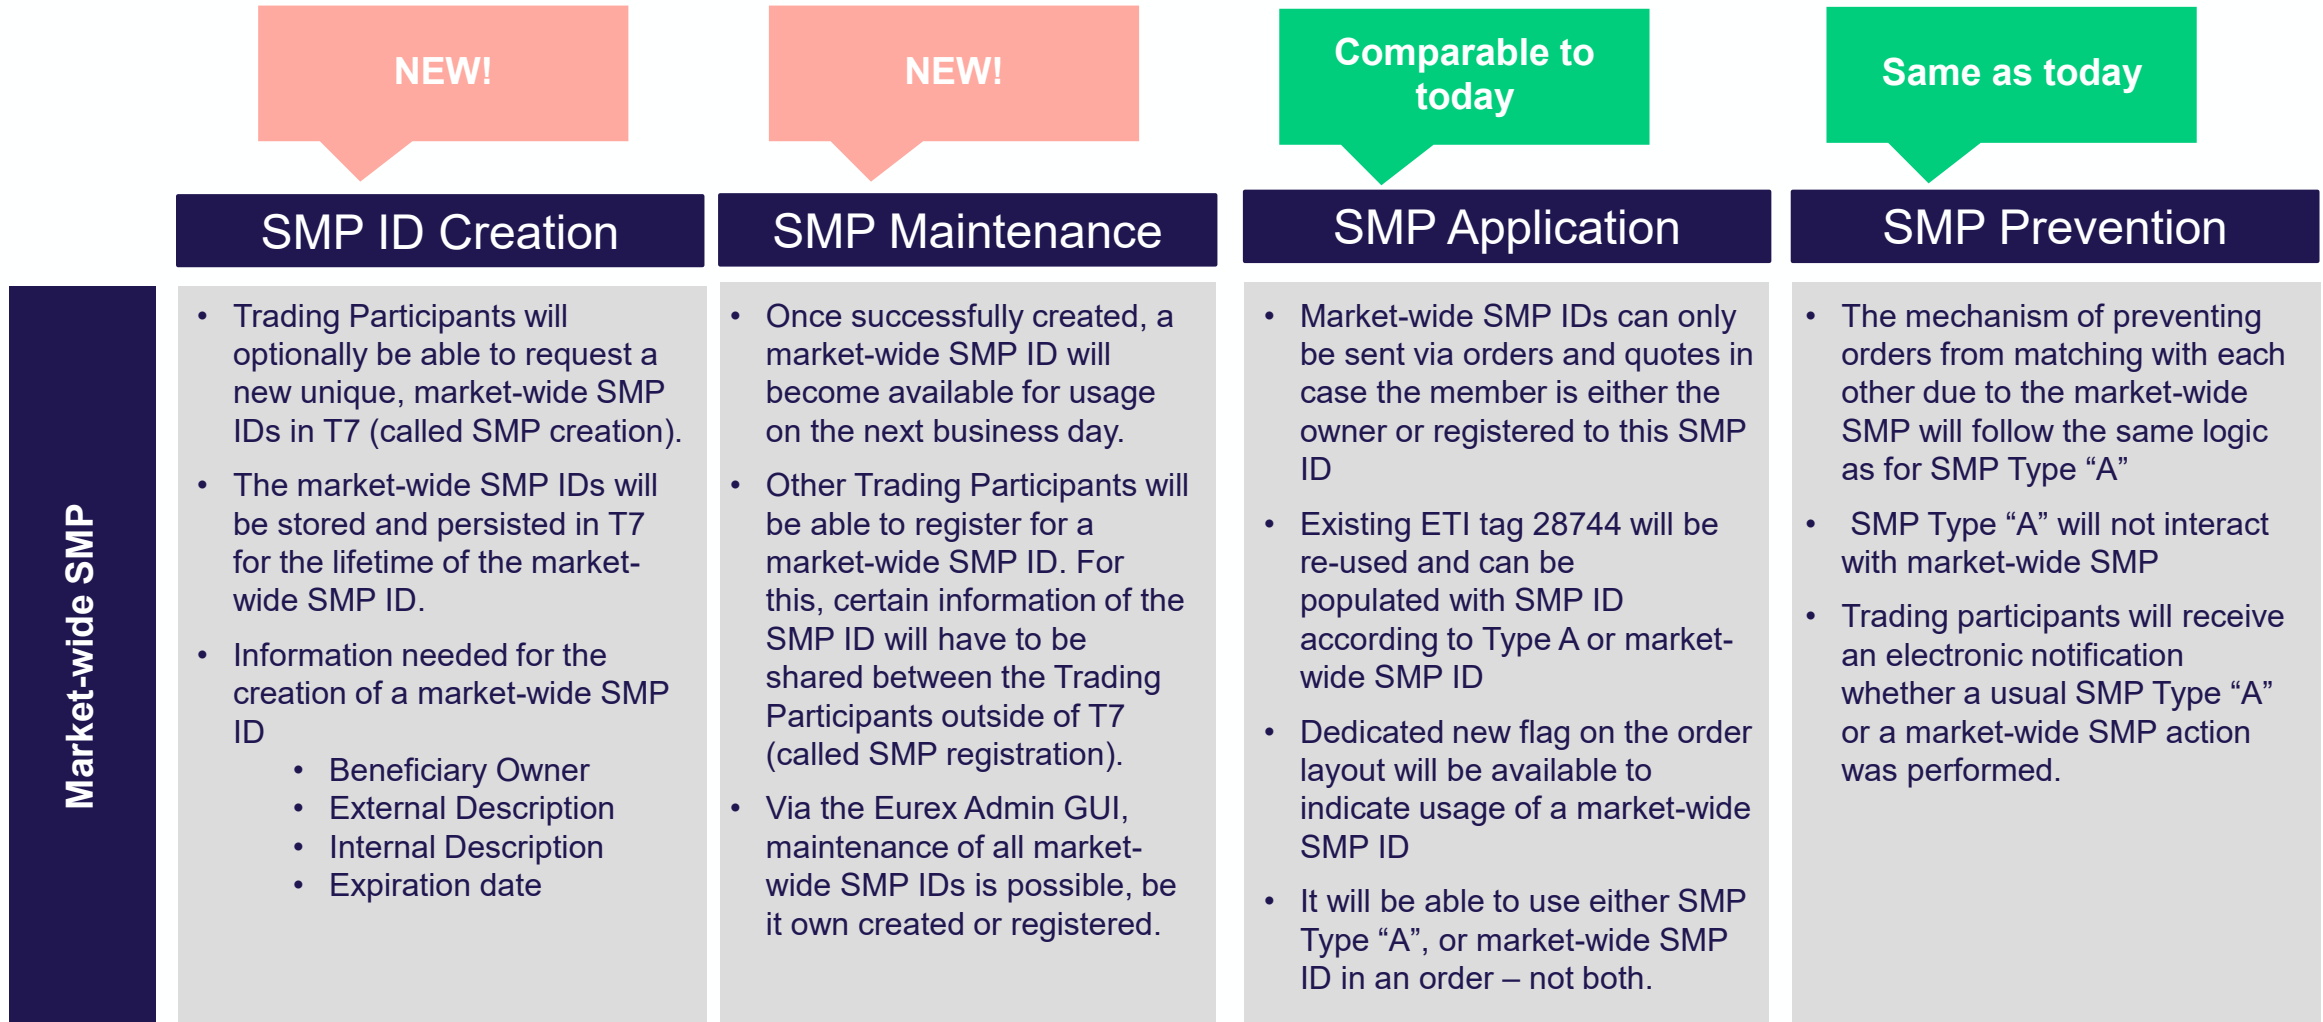 NEW!
NEW!
Comparable to
today
Same as today
SMP ID Creation
SMP Maintenance
SMP Application
SMP Prevention
Market-wide SMP
• Trading Participants will
optionally be able to request a
new unique, market-wide SMP
IDs in T7 (called SMP creation).
• The market-wide SMP IDs will
be stored and persisted in T7
for the lifetime of the market-
wide SMP ID.
• Information needed for the
creation of a market-wide SMP
ID
• Beneficiary Owner
• External Description
• Internal Description
• Expiration date
• Once successfully created, a
market-wide SMP ID will
become available for usage
on the next business day.
• Other Trading Participants will
be able to register for a
market-wide SMP ID. For
this, certain information of the
SMP ID will have to be
shared between the Trading
Participants outside of T7
(called SMP registration).
• Via the Eurex Admin GUI,
maintenance of all market-
wide SMP IDs is possible, be
it own created or registered.
• Market-wide SMP IDs can only
be sent via orders and quotes in
case the member is either the
owner or registered to this SMP
ID
• Existing ETI tag 28744 will be
re-used and can be
populated with SMP ID
according to Type A or market-
wide SMP ID
• Dedicated new flag on the order
layout will be available to
indicate usage of a market-wide
SMP ID
• It will be able to use either SMP
Type “A”, or market-wide SMP
ID in an order – not both.
• The mechanism of preventing
orders from matching with each
other due to the market-wide
SMP will follow the same logic
as for SMP Type “A”
• SMP Type “A” will not interact
with market-wide SMP
• Trading participants will receive
an electronic notification
whether a usual SMP Type “A”
or a market-wide SMP action
was performed.